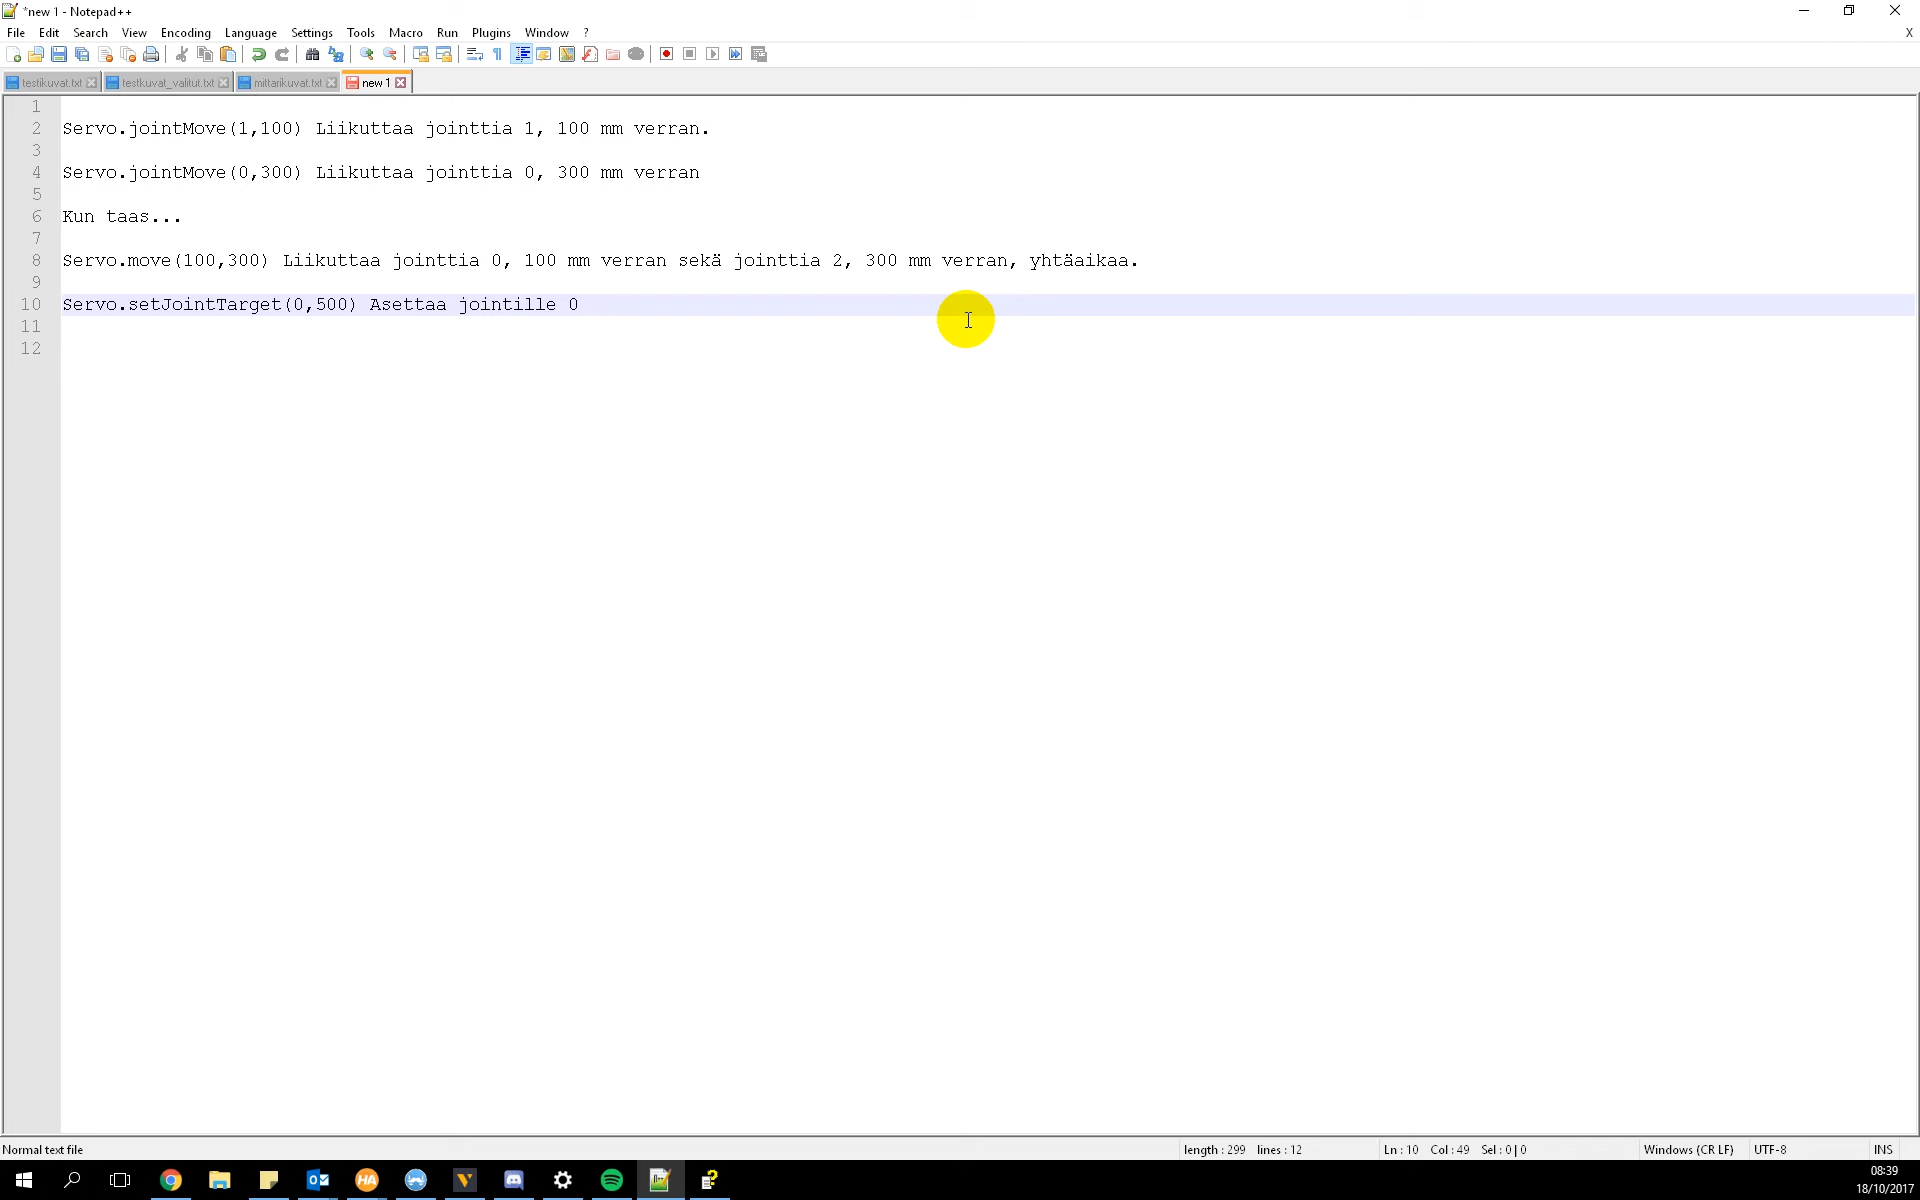 *new 1 - Notepad++
File Edit Search View Encoding Language Settings Tools Macro Run Plugins Window ? X
testikuvat.txt testkuvat_valitut.txt mittarikuvat.txt new 1
1
2 Servo.jointMove(1,100) Liikuttaa jointtia 1, 100 mm verran.
3
4 Servo.jointMove(0,300) Liikuttaa jointtia 0, 300 mm verran
5
6 Kun taas...
7
8 Servo.move(100,300) Liikuttaa jointtia 0, 100 mm verran sekä jointtia 2, 300 mm verran, yhtäaikaa.
9
10 Servo.setJointTarget(0,500) Asettaa jointille 0
11
12
Normal text file length : 299 lines : 12 Ln : 10 Col : 49 Sel : 0 | 0 Windows (CR LF) UTF-8 INS
HA
08:39
18/10/2017